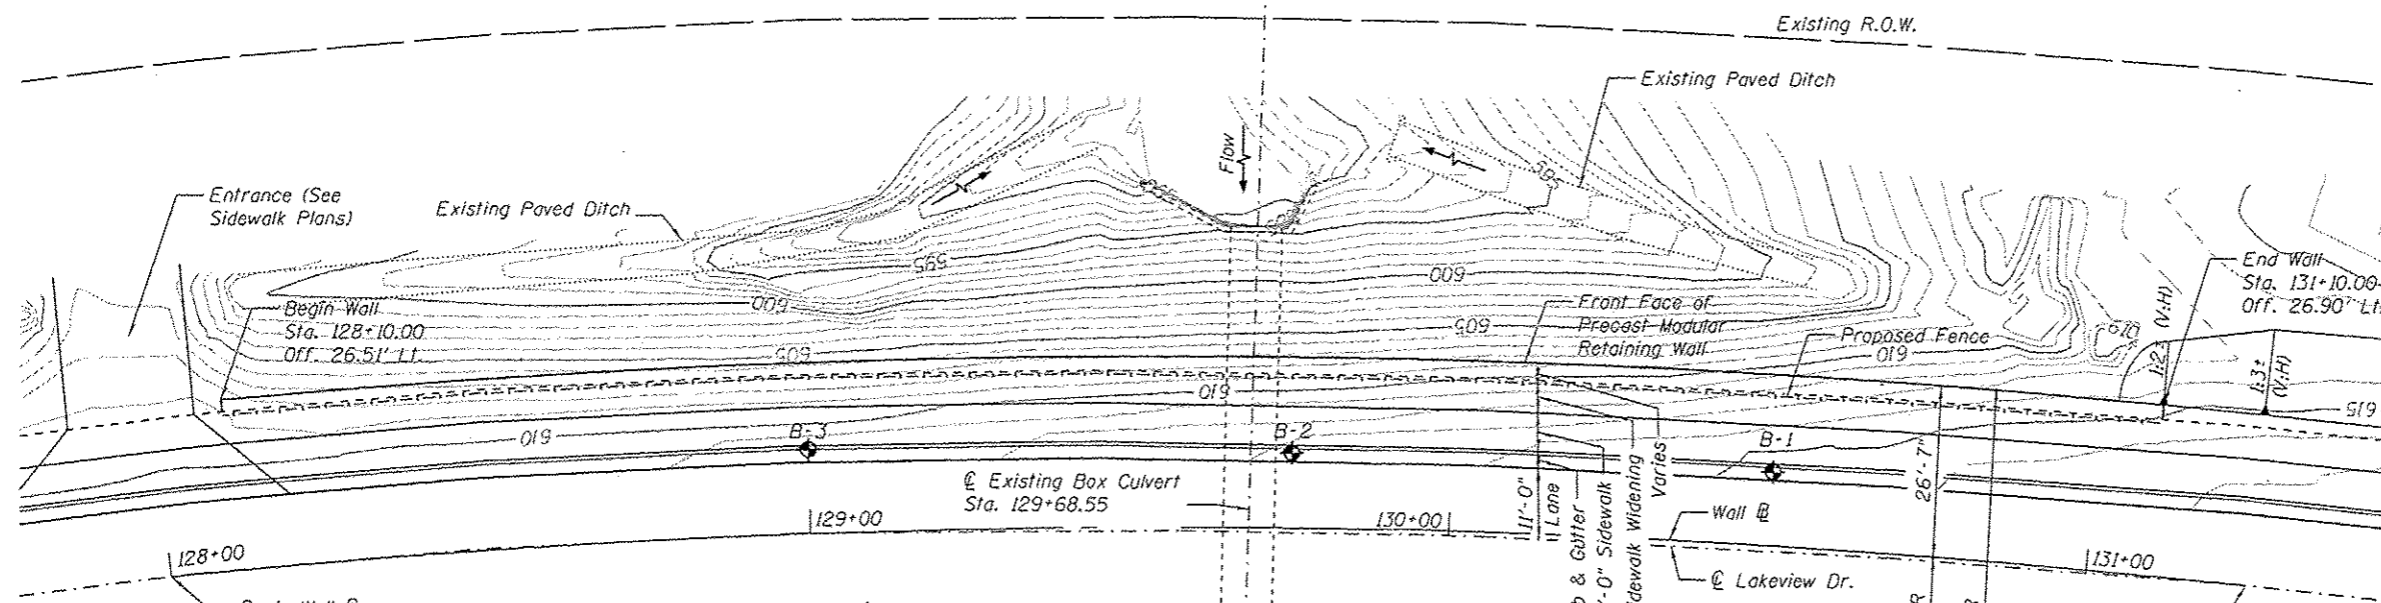 Existing R.O.W.
Existing Paved Ditch
Flow
595
Entrance (See
Sidewalk Plans)
Existing Paved Ditch
595
600
600
End Wall
Sta. 131+10.00
Off. 26.90' Lt.
Begin Wall
Sta. 128+10.00
Off. 26.51' Lt.
Front Face of
Precast Modular
Retaining Wall
605
605
Proposed Fence
610
610
1:2
(V:H)
1:3±
(V:H)
615
610
610
B-3
B-2
B-1
℄ Existing Box Culvert
Sta. 129+68.55
11'-0"
Lane
& Gutter
'-0" Sidewalk
Sidewalk Widening
Varies
26'-7"
Wall ⅊
℄ Lakeview Dr.
128+00
129+00
130+00
131+00